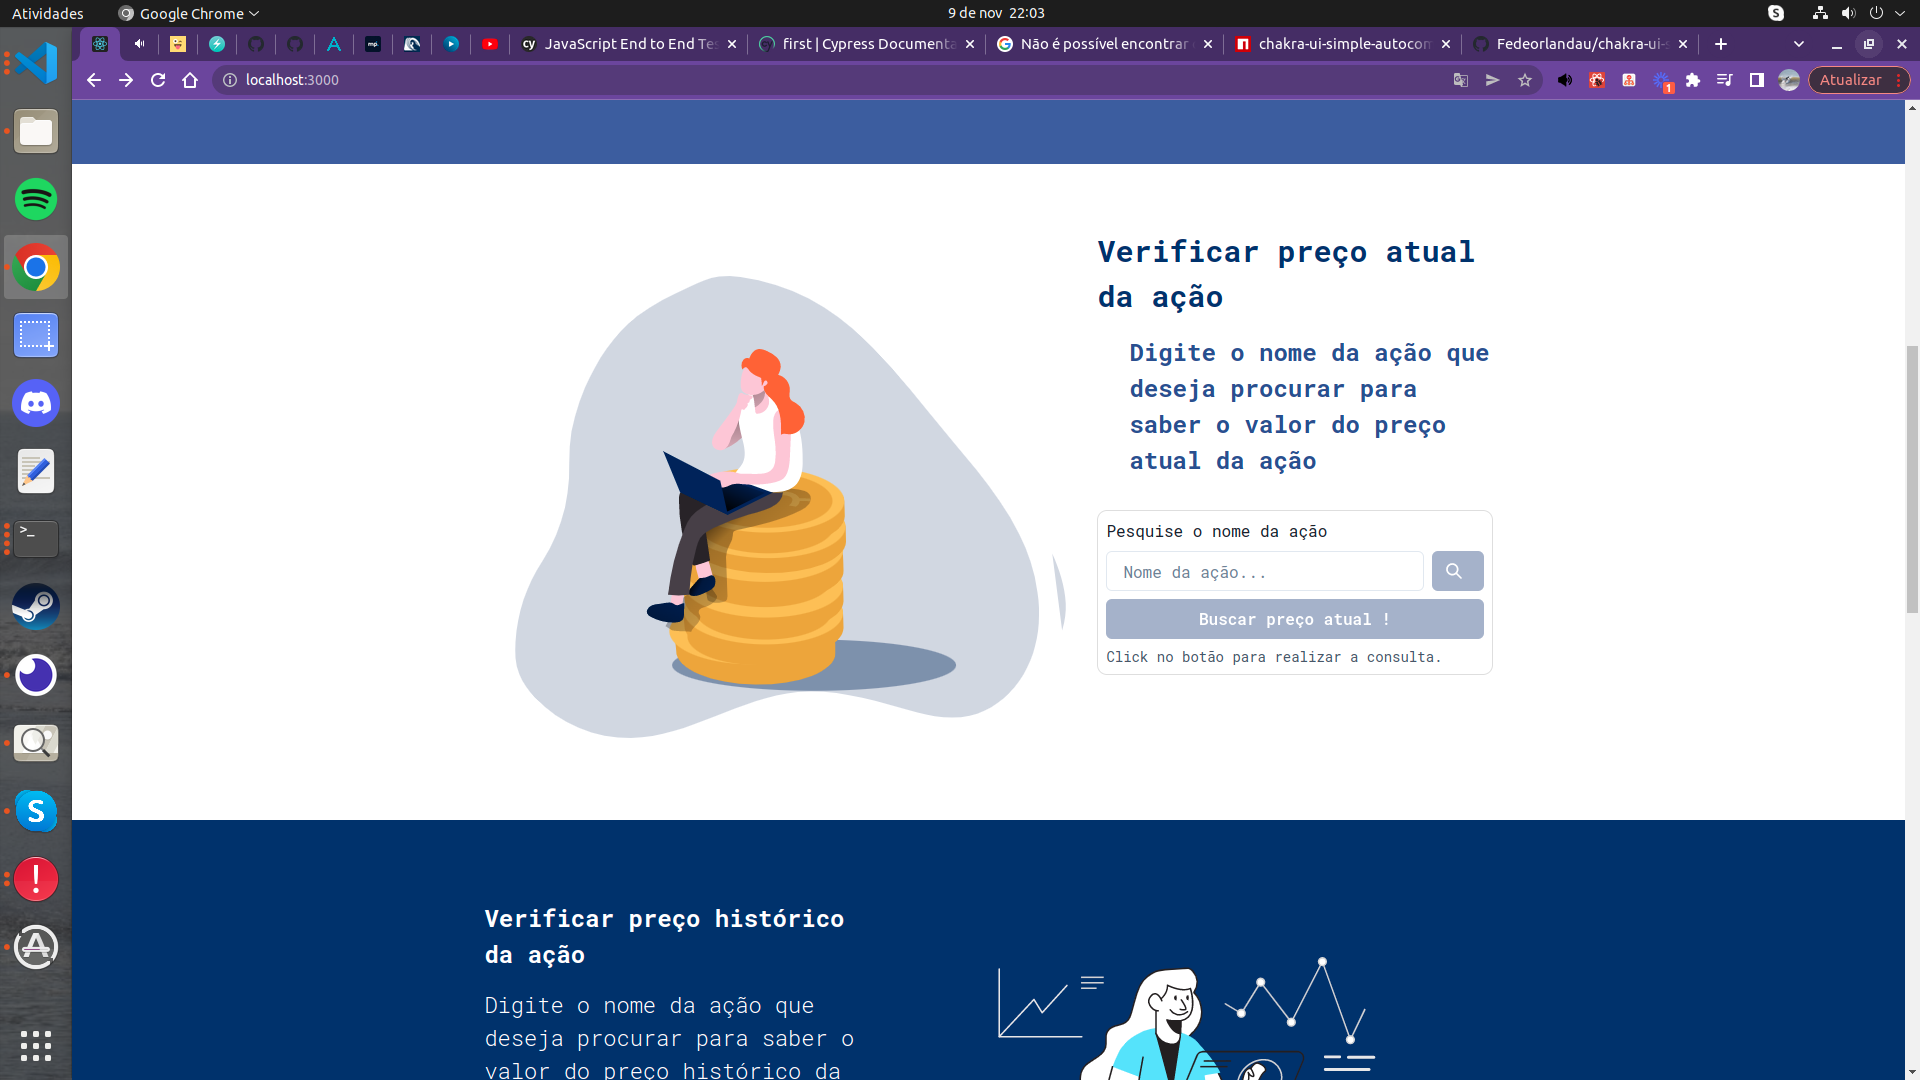 Atividades
Google Chrome
9 de nov 22:03
JavaScript End to End Tes
first | Cypress Documenta
Não é possível encontrar
chakra-ui-simple-autocom
Fedeorlandau/chakra-ui-s
localhost:3000
1
Atualizar
Verificar preço atual
da ação
Digite o nome da ação que
deseja procurar para
saber o valor do preço
atual da ação
Pesquise o nome da ação
Nome da ação...
Buscar preço atual !
Click no botão para realizar a consulta.
Verificar preço histórico
da ação
Digite o nome da ação que
deseja procurar para saber o
valor do preço histórico da